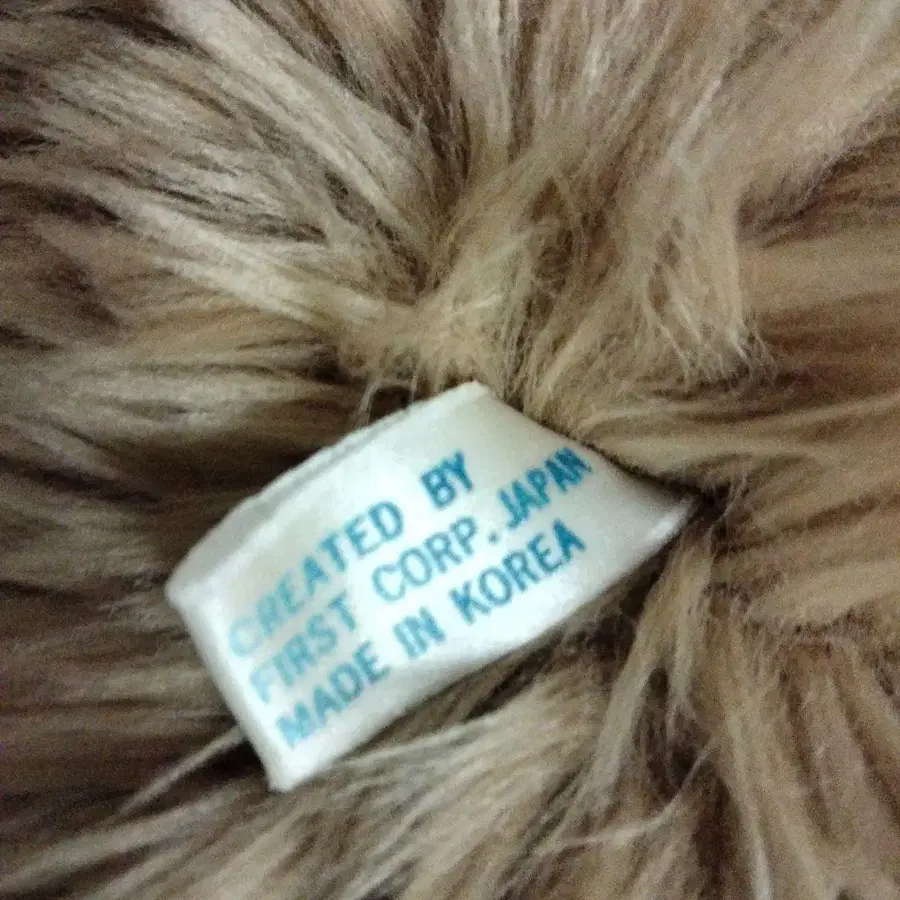 CREATED BY
FIRST CORP. JAPAN
MADE IN KOREA